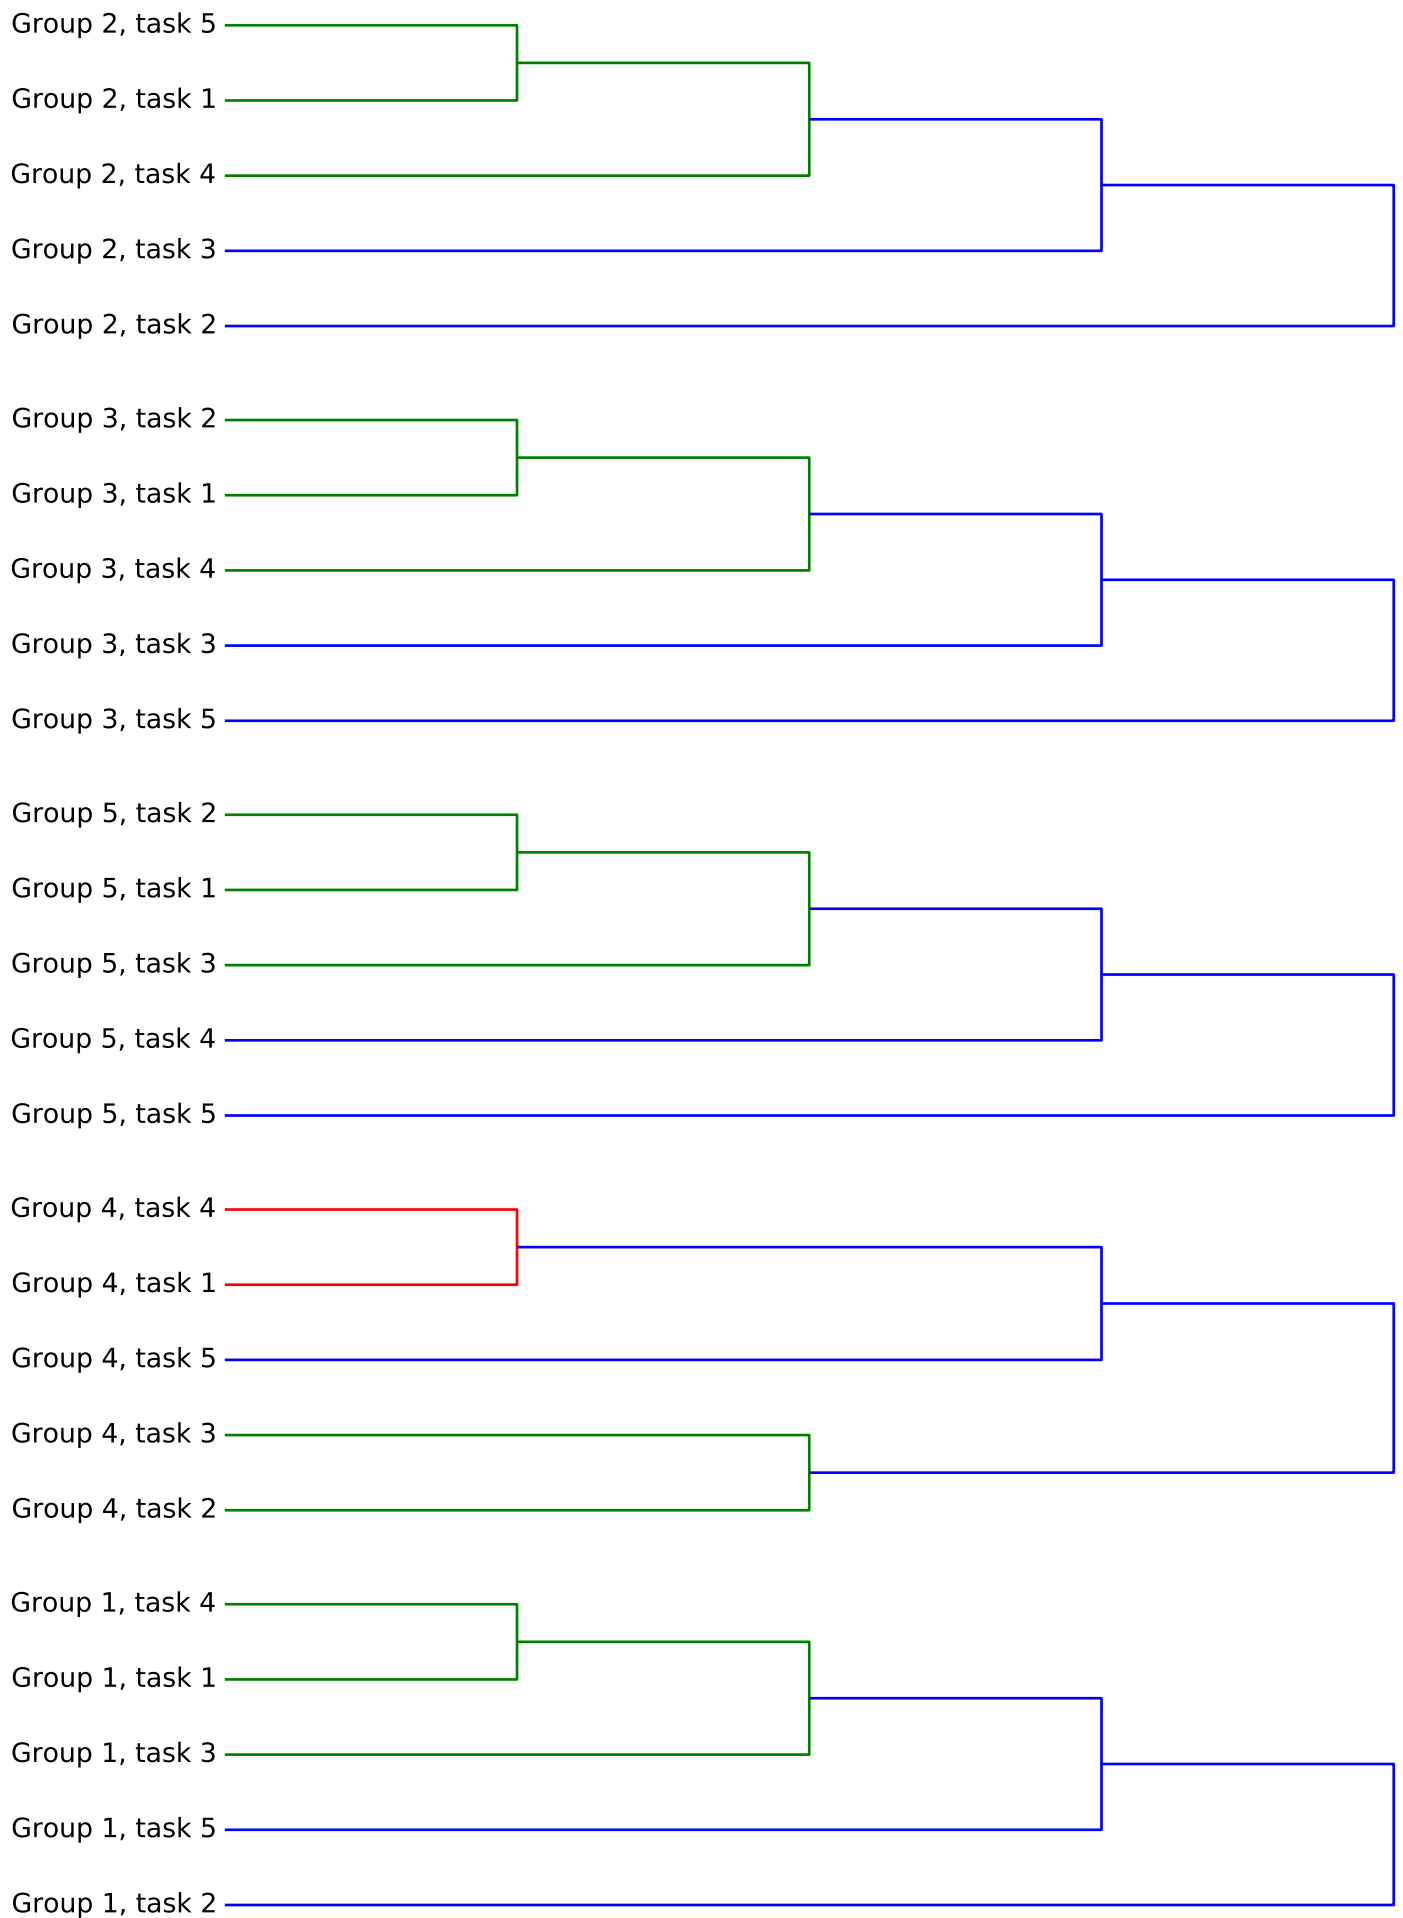 Group 2, task 5
Group 2, task 1
Group 2, task 4
Group 2, task 3
Group 2, task 2
Group 3, task 2
Group 3, task 1
Group 3, task 4
Group 3, task 3
Group 3, task 5
Group 5, task 2
Group 5, task 1
Group 5, task 3
Group 5, task 4
Group 5, task 5
Group 4, task 4
Group 4, task 1
Group 4, task 5
Group 4, task 3
Group 4, task 2
Group 1, task 4
Group 1, task 1
Group 1, task 3
Group 1, task 5
Group 1, task 2